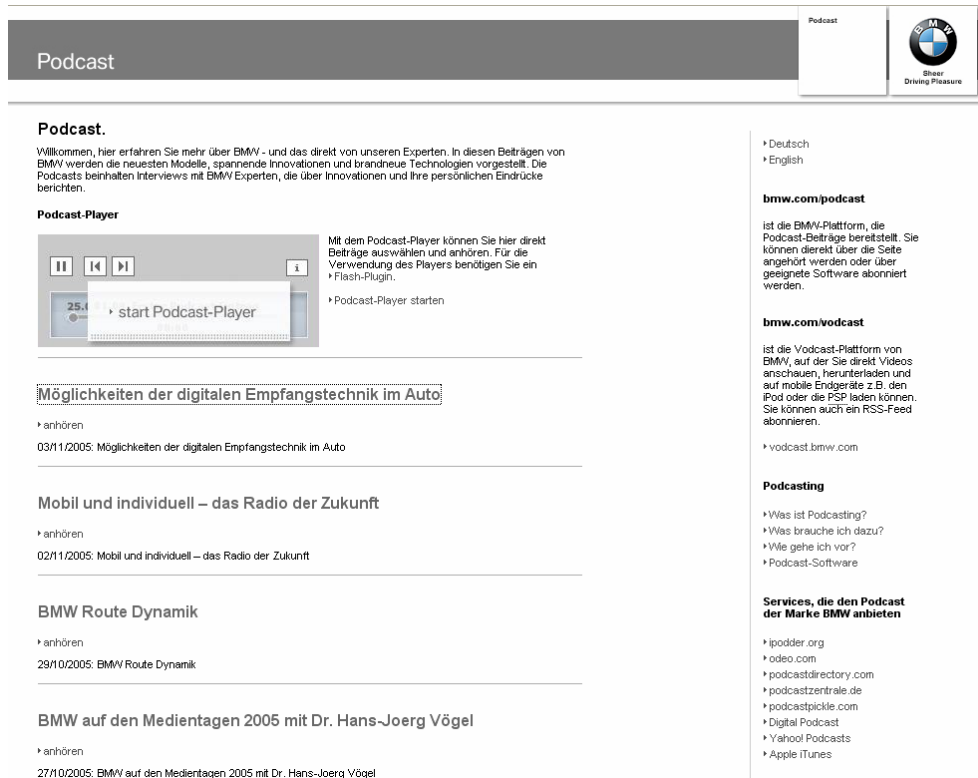 Podcast
Podcast
BMW
Sheer
Driving Pleasure
Podcast.
Willkommen, hier erfahren Sie mehr über BMW - und das direkt von unseren Experten. In diesen Beiträgen von
BMW werden die neuesten Modelle, spannende Innovationen und brandneue Technologien vorgestellt. Die
Podcasts beinhalten Interviews mit BMW Experten, die über Innovationen und Ihre persönlichen Eindrücke
berichten.
Podcast-Player
i
25.0
start Podcast-Player
Mit dem Podcast-Player können Sie hier direkt
Beiträge auswählen und anhören. Für die
Verwendung des Players benötigen Sie ein
Flash-Plugin.
Podcast-Player starten
Möglichkeiten der digitalen Empfangstechnik im Auto
anhören
03/11/2005: Möglichkeiten der digitalen Empfangstechnik im Auto
Mobil und individuell – das Radio der Zukunft
anhören
02/11/2005: Mobil und individuell – das Radio der Zukunft
BMW Route Dynamik
anhören
29/10/2005: BMW Route Dynamik
BMW auf den Medientagen 2005 mit Dr. Hans-Joerg Vögel
anhören
27/10/2005: BMW auf den Medientagen 2005 mit Dr. Hans-Joerg Vögel
Deutsch
English
bmw.com/podcast
ist die BMW-Plattform, die
Podcast-Beiträge bereitstellt. Sie
können dierekt über die Seite
angehört werden oder über
geeignete Software abonniert
werden.
bmw.com/vodcast
ist die Vodcast-Plattform von
BMW, auf der Sie direkt Videos
anschauen, herunterladen und
auf mobile Endgeräte z.B. den
iPod oder die PSP laden können.
Sie können auch ein RSS-Feed
abonnieren.
vodcast.bmw.com
Podcasting
Was ist Podcasting?
Was brauche ich dazu?
Wie gehe ich vor?
Podcast-Software
Services, die den Podcast
der Marke BMW anbieten
ipodder.org
odeo.com
podcastdirectory.com
podcastzentrale.de
podcastpickle.com
Digital Podcast
Yahoo! Podcasts
Apple iTunes